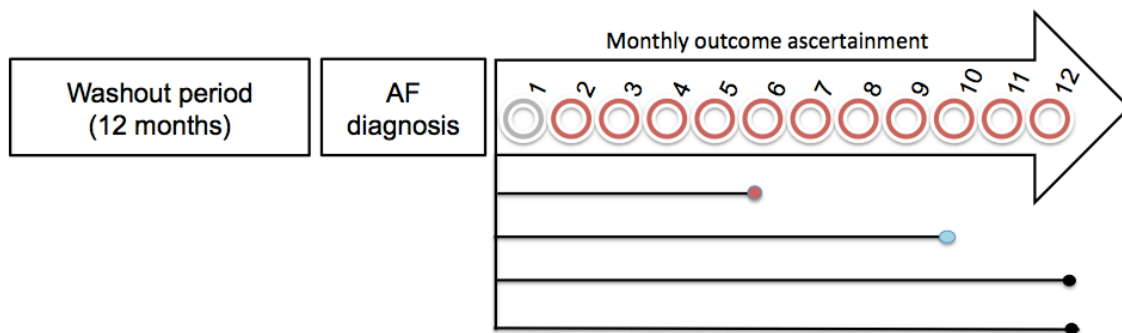 Monthly outcome ascertainment
Washout period
(12 months)
AF
diagnosis
1 2 3 4 5 6 7 8 9 10 11 12